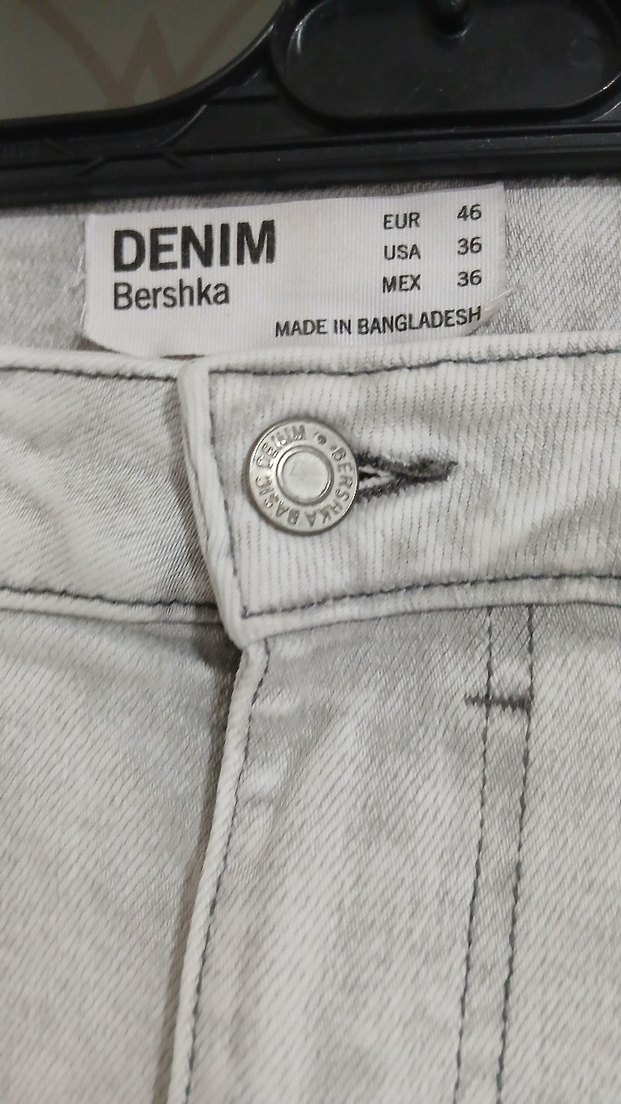 DENIM
Bershka
EUR 46
USA 36
MEX 36
MADE IN BANGLADESH
BERSHKA BASIC DENIM